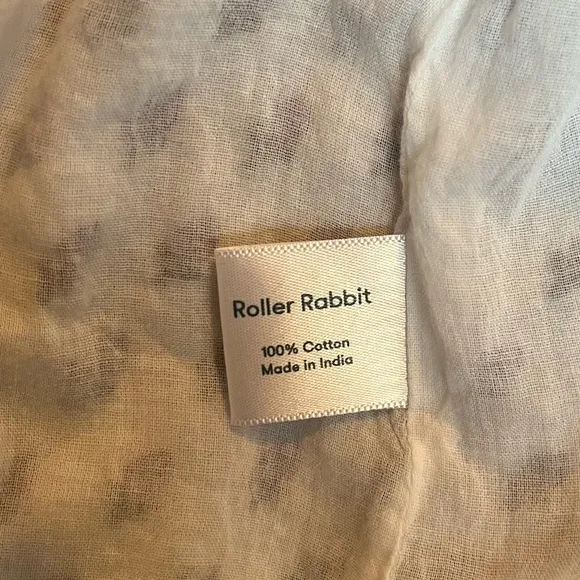 Roller Rabbit
100% Cotton
Made in India